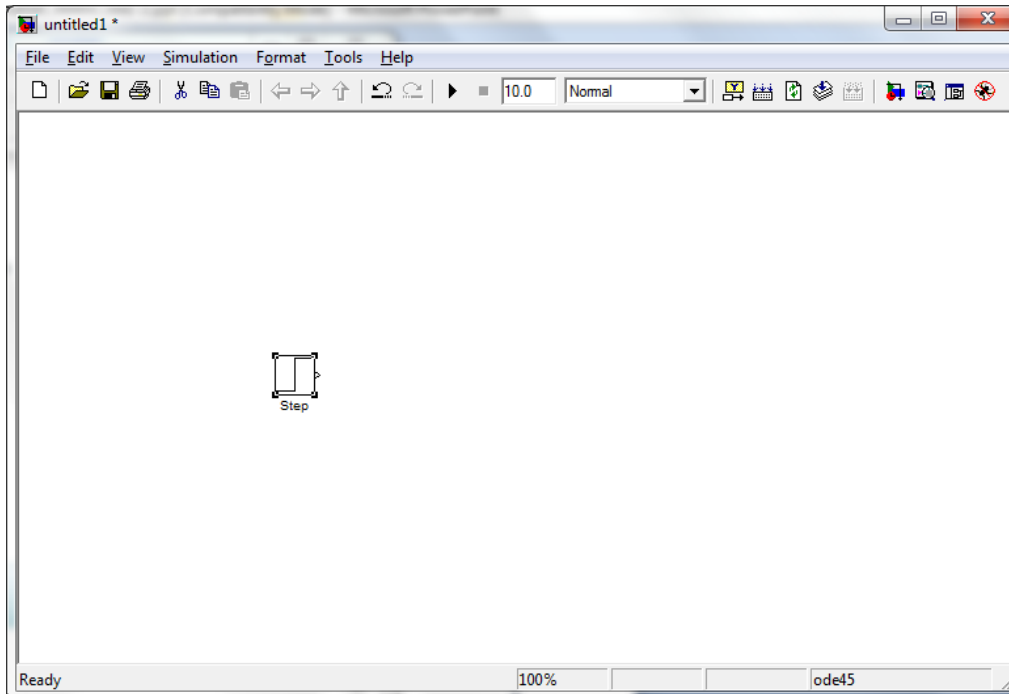 untitled1 *
File Edit View Simulation Format Tools Help
10.0 Normal
Step
Ready 100% ode45